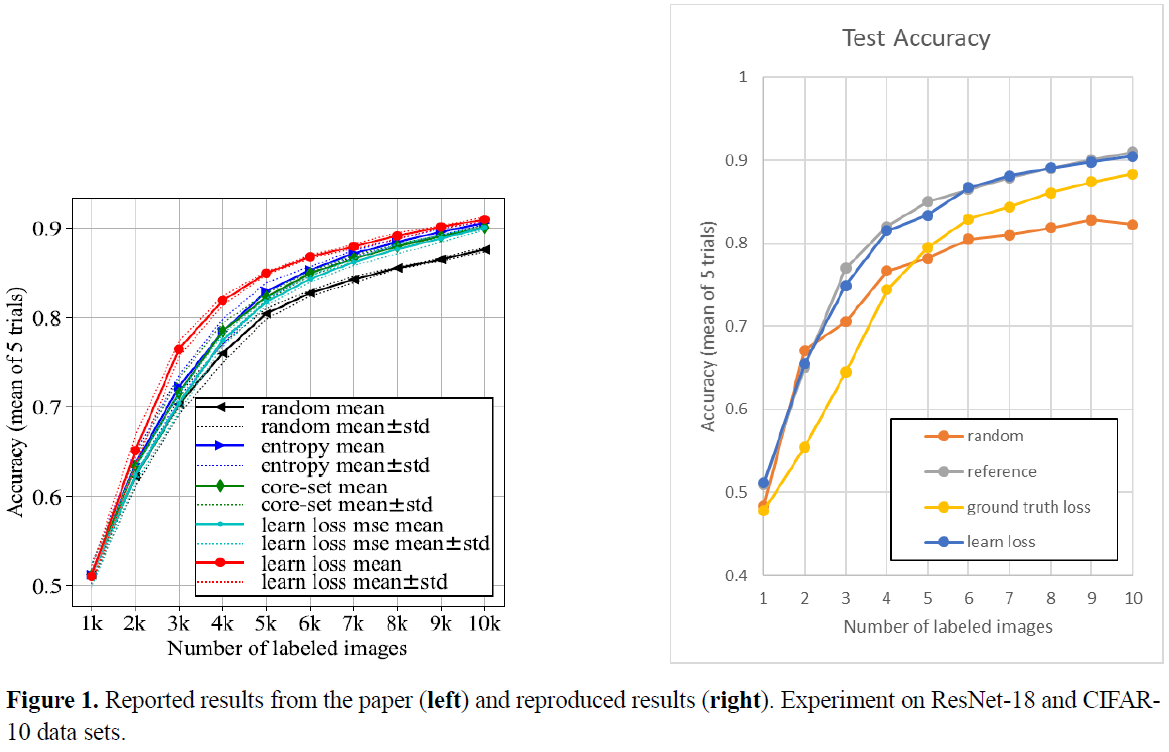 0.9
0.8
0.7
0.6
0.5
Accuracy (mean of 5 trials)
random mean
random mean±std
entropy mean
entropy mean±std
core-set mean
core-set mean±std
learn loss mse mean
learn loss mse mean±std
learn loss mean
learn loss mean±std
1k 2k 3k 4k 5k 6k 7k 8k 9k 10k
Number of labeled images
Test Accuracy
1
0.9
0.8
0.7
0.6
0.5
0.4
Accuracy (mean of 5 trials)
random
reference
ground truth loss
learn loss
1 2 3 4 5 6 7 8 9 10
Number of labeled images
Figure 1. Reported results from the paper (left) and reproduced results (right). Experiment on ResNet-18 and CIFAR-
10 data sets.